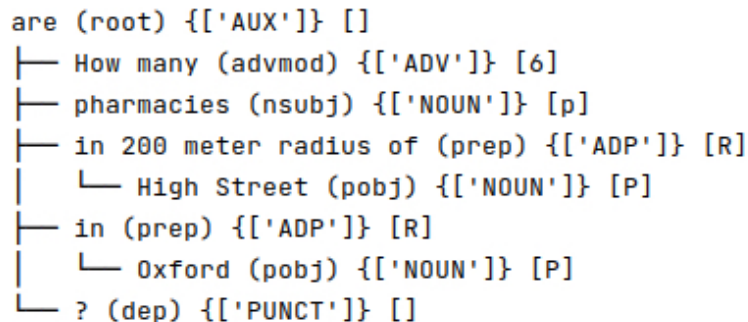 are (root) {['AUX']} []
├── How many (advmod) {['ADV']} [6]
├── pharmacies (nsubj) {['NOUN']} [p]
├── in 200 meter radius of (prep) {['ADP']} [R]
│   └── High Street (pobj) {['NOUN']} [P]
├── in (prep) {['ADP']} [R]
│   └── Oxford (pobj) {['NOUN']} [P]
└── ? (dep) {['PUNCT']} []